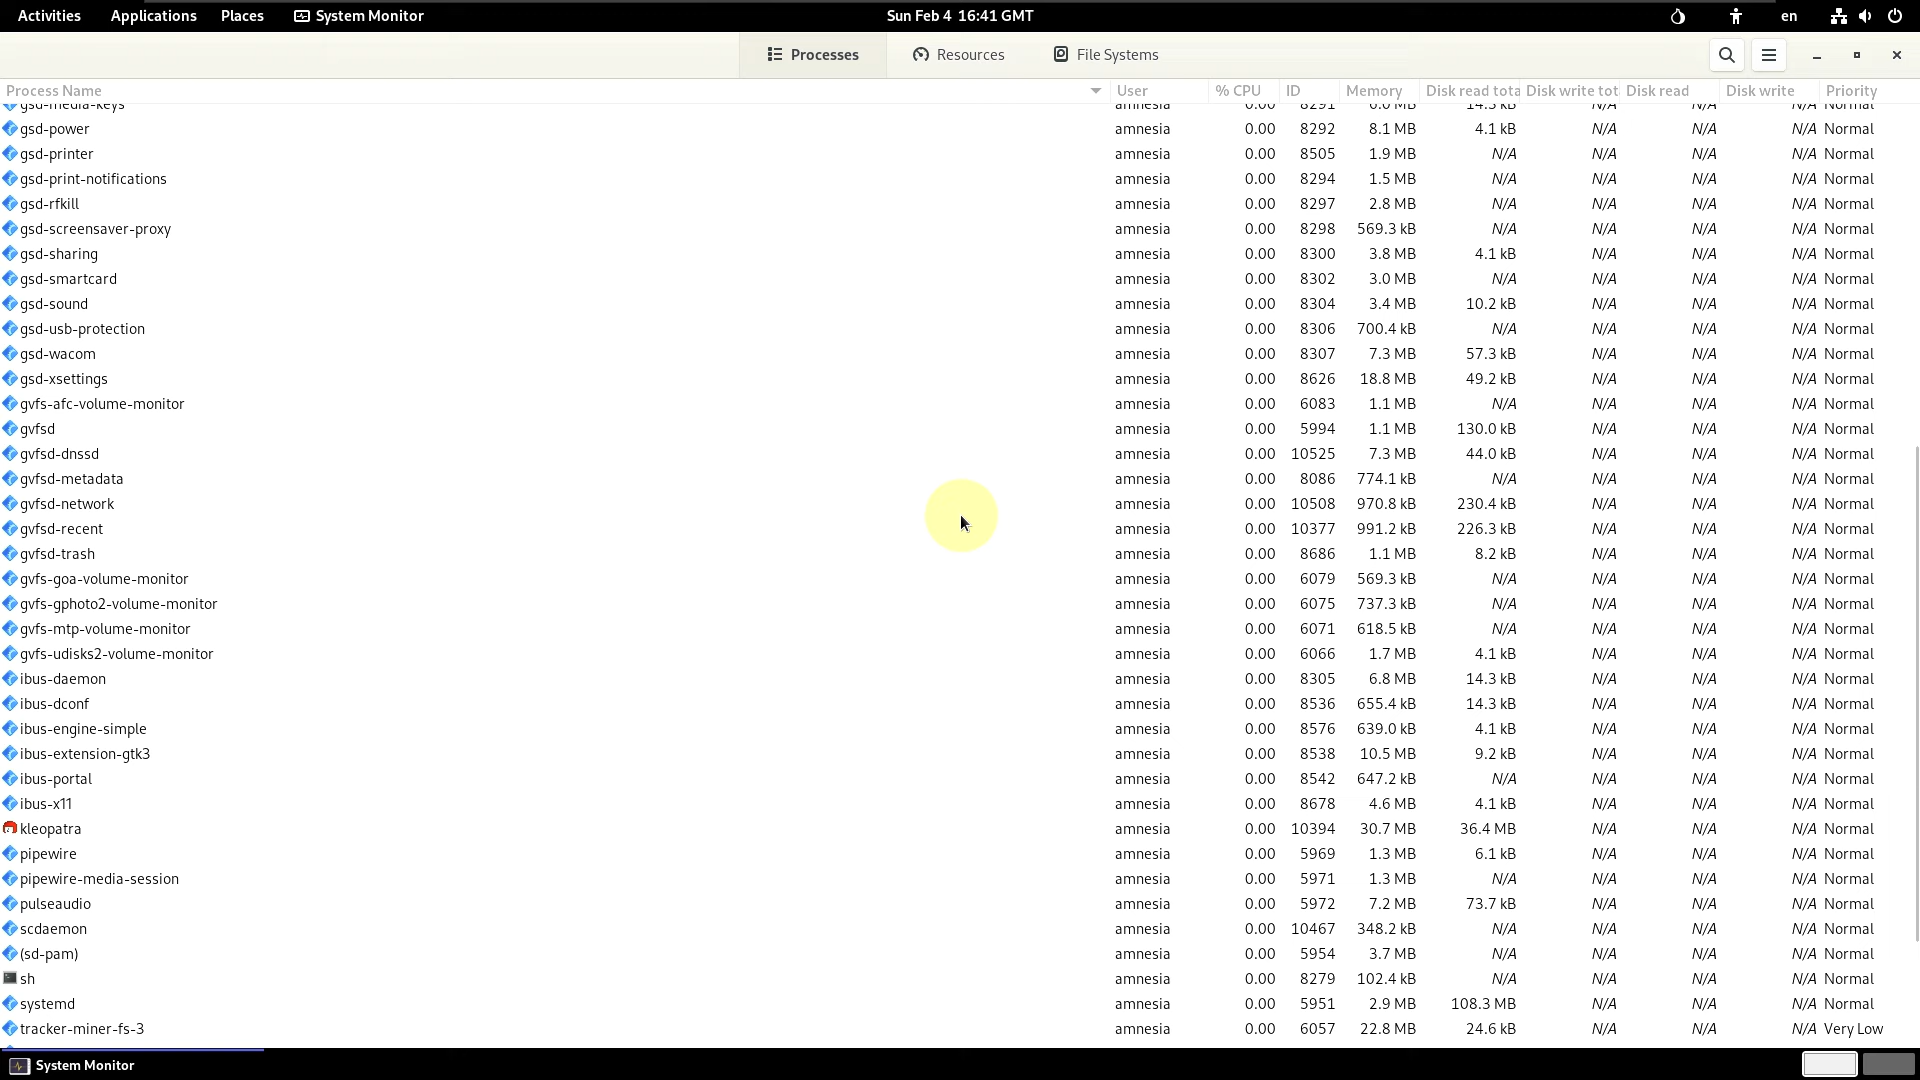 Activities Applications Places System Monitor Sun Feb 4 16:41 GMT en
Processes Resources File Systems
Process Name User % CPU ID Memory Disk read tota Disk write tot Disk read Disk write Priority
gsd-media-keys amnesia 0.00 8291 6.0 MB 14.3 kB N/A N/A N/A Normal
gsd-power amnesia 0.00 8292 8.1 MB 4.1 kB N/A N/A N/A Normal
gsd-printer amnesia 0.00 8505 1.9 MB N/A N/A N/A N/A Normal
gsd-print-notifications amnesia 0.00 8294 1.5 MB N/A N/A N/A N/A Normal
gsd-rfkill amnesia 0.00 8297 2.8 MB N/A N/A N/A N/A Normal
gsd-screensaver-proxy amnesia 0.00 8298 569.3 kB N/A N/A N/A N/A Normal
gsd-sharing amnesia 0.00 8300 3.8 MB 4.1 kB N/A N/A N/A Normal
gsd-smartcard amnesia 0.00 8302 3.0 MB N/A N/A N/A N/A Normal
gsd-sound amnesia 0.00 8304 3.4 MB 10.2 kB N/A N/A N/A Normal
gsd-usb-protection amnesia 0.00 8306 700.4 kB N/A N/A N/A N/A Normal
gsd-wacom amnesia 0.00 8307 7.3 MB 57.3 kB N/A N/A N/A Normal
gsd-xsettings amnesia 0.00 8626 18.8 MB 49.2 kB N/A N/A N/A Normal
gvfs-afc-volume-monitor amnesia 0.00 6083 1.1 MB N/A N/A N/A N/A Normal
gvfsd amnesia 0.00 5994 1.1 MB 130.0 kB N/A N/A N/A Normal
gvfsd-dnssd amnesia 0.00 10525 7.3 MB 44.0 kB N/A N/A N/A Normal
gvfsd-metadata amnesia 0.00 8086 774.1 kB N/A N/A N/A N/A Normal
gvfsd-network amnesia 0.00 10508 970.8 kB 230.4 kB N/A N/A N/A Normal
gvfsd-recent amnesia 0.00 10377 991.2 kB 226.3 kB N/A N/A N/A Normal
gvfsd-trash amnesia 0.00 8686 1.1 MB 8.2 kB N/A N/A N/A Normal
gvfs-goa-volume-monitor amnesia 0.00 6079 569.3 kB N/A N/A N/A N/A Normal
gvfs-gphoto2-volume-monitor amnesia 0.00 6075 737.3 kB N/A N/A N/A N/A Normal
gvfs-mtp-volume-monitor amnesia 0.00 6071 618.5 kB N/A N/A N/A N/A Normal
gvfs-udisks2-volume-monitor amnesia 0.00 6066 1.7 MB 4.1 kB N/A N/A N/A Normal
ibus-daemon amnesia 0.00 8305 6.8 MB 14.3 kB N/A N/A N/A Normal
ibus-dconf amnesia 0.00 8536 655.4 kB 14.3 kB N/A N/A N/A Normal
ibus-engine-simple amnesia 0.00 8576 639.0 kB 4.1 kB N/A N/A N/A Normal
ibus-extension-gtk3 amnesia 0.00 8538 10.5 MB 9.2 kB N/A N/A N/A Normal
ibus-portal amnesia 0.00 8542 647.2 kB N/A N/A N/A N/A Normal
ibus-x11 amnesia 0.00 8678 4.6 MB 4.1 kB N/A N/A N/A Normal
kleopatra amnesia 0.00 10394 30.7 MB 36.4 MB N/A N/A N/A Normal
pipewire amnesia 0.00 5969 1.3 MB 6.1 kB N/A N/A N/A Normal
pipewire-media-session amnesia 0.00 5971 1.3 MB N/A N/A N/A N/A Normal
pulseaudio amnesia 0.00 5972 7.2 MB 73.7 kB N/A N/A N/A Normal
scdaemon amnesia 0.00 10467 348.2 kB N/A N/A N/A N/A Normal
(sd-pam) amnesia 0.00 5954 3.7 MB N/A N/A N/A N/A Normal
sh amnesia 0.00 8279 102.4 kB N/A N/A N/A N/A Normal
systemd amnesia 0.00 5951 2.9 MB 108.3 MB N/A N/A N/A Normal
tracker-miner-fs-3 amnesia 0.00 6057 22.8 MB 24.6 kB N/A N/A N/A Very Low
System Monitor